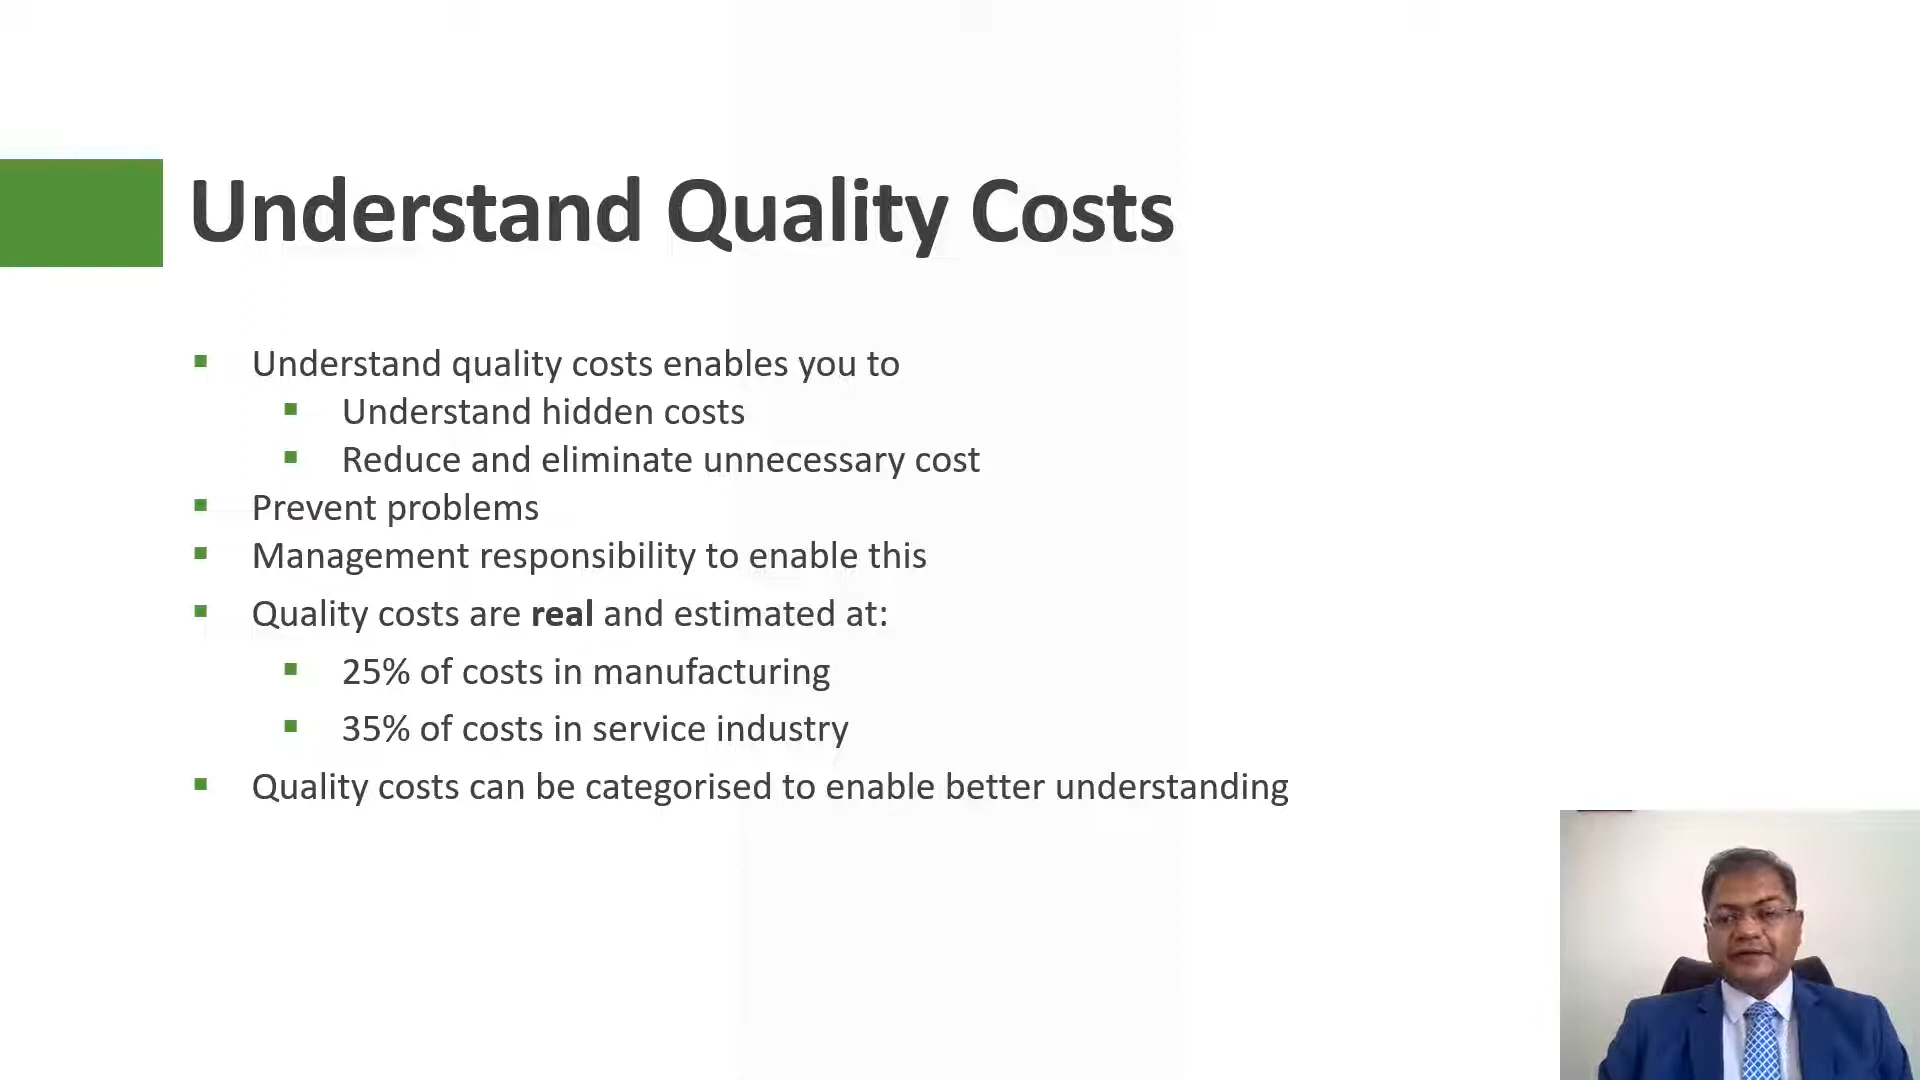 Understand Quality Costs
Understand quality costs enables you to
Understand hidden costs
Reduce and eliminate unnecessary cost
Prevent problems
Management responsibility to enable this
Quality costs are real and estimated at:
25% of costs in manufacturing
35% of costs in service industry
Quality costs can be categorised to enable better understanding